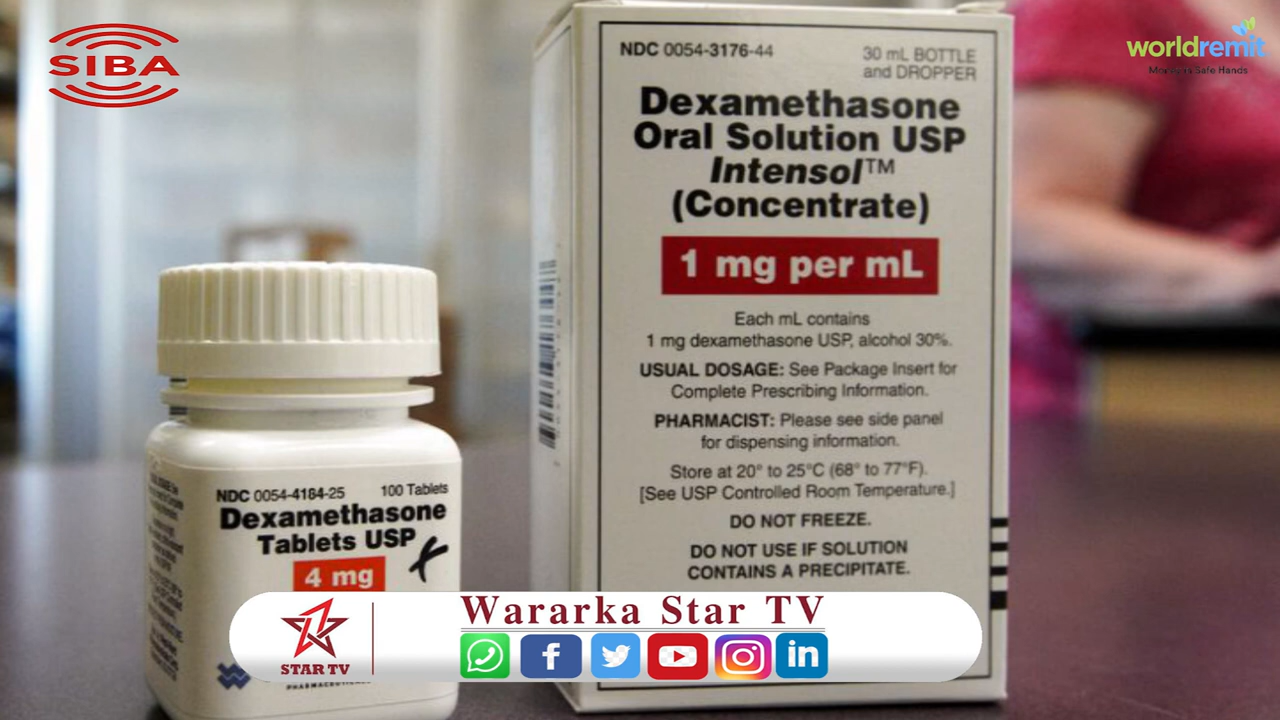 SIBA
worldremit
NDC 0054-3176-44
30 mL BOTTLE
and DROPPER
Dexamethasone
Oral Solution USP
Intensol™
(Concentrate)
1 mg per mL
Each mL contains
1 mg dexamethasone USP, alcohol 30%.
USUAL DOSAGE: See Package Insert for
Complete Prescribing Information.
PHARMACIST: Please see side panel
for dispensing information.
Store at 20° to 25°C (68° to 77°F).
[See USP Controlled Room Temperature.]
DO NOT FREEZE.
DO NOT USE IF SOLUTION
CONTAINS A PRECIPITATE.
NDC 0054-4184-25 100 Tablets
Dexamethasone
Tablets USP
4 mg
STAR TV
Wararka Star TV